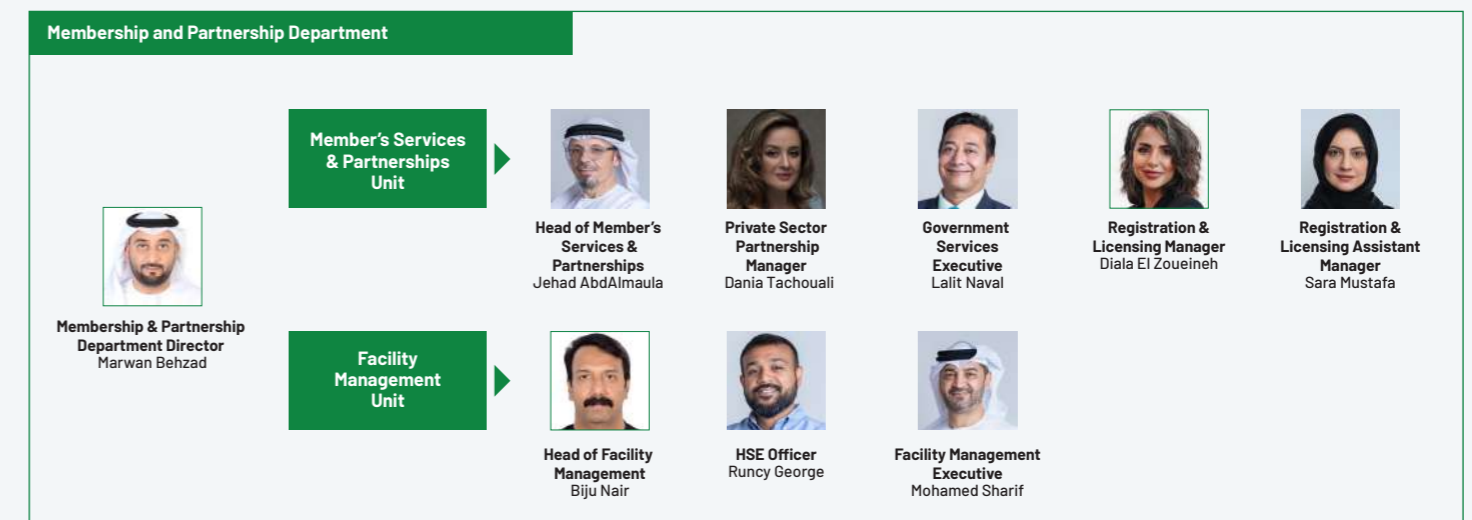 Membership and Partnership Department
Member’s Services
& Partnerships
Unit
Head of Member’s
Services &
Partnerships
Jehad AbdAlmaula
Private Sector
Partnership
Manager
Dania Tachouali
Government
Services
Executive
Lalit Naval
Registration &
Licensing Manager
Diala El Zoueineh
Registration &
Licensing Assistant
Manager
Sara Mustafa
Membership & Partnership
Department Director
Marwan Behzad
Facility
Management
Unit
Head of Facility
Management
Biju Nair
HSE Officer
Runcy George
Facility Management
Executive
Mohamed Sharif